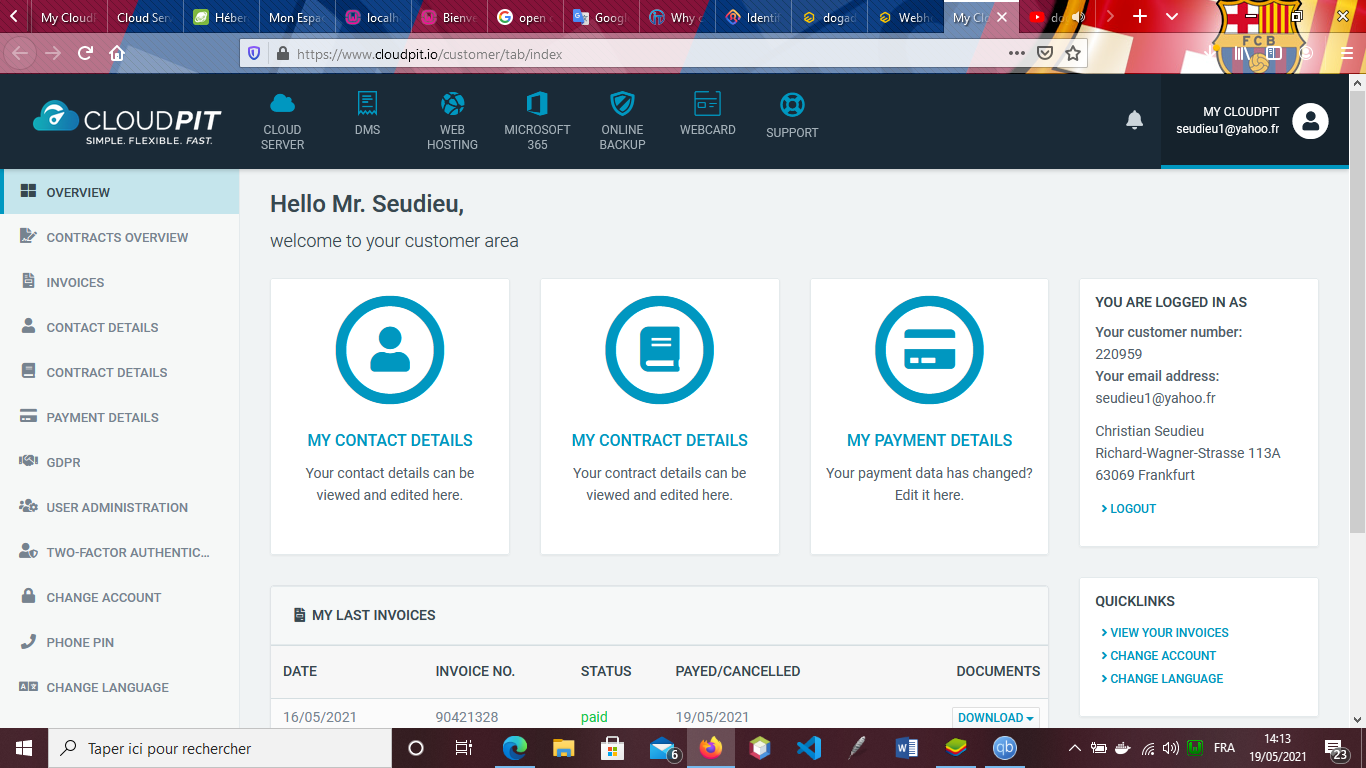 My Cloudi
Cloud Serv
Héber
Mon Espa
localh
Bienve
open c
Googl
Why c
Identif
dogad
Webh
My Clo
FCB
https://www.cloudpit.io/customer/tab/index
CLOUDPIT
SIMPLE. FLEXIBLE. FAST.
CLOUD
SERVER
DMS
WEB
HOSTING
MICROSOFT
365
ONLINE
BACKUP
WEBCARD
SUPPORT
MY CLOUDPIT
seudieu1@yahoo.fr
OVERVIEW
CONTRACTS OVERVIEW
INVOICES
CONTACT DETAILS
CONTRACT DETAILS
PAYMENT DETAILS
GDPR
USER ADMINISTRATION
TWO-FACTOR AUTHENTIC...
CHANGE ACCOUNT
PHONE PIN
CHANGE LANGUAGE
Hello Mr. Seudieu,
welcome to your customer area
MY CONTACT DETAILS
Your contact details can be
viewed and edited here.
MY CONTRACT DETAILS
Your contract details can be
viewed and edited here.
MY PAYMENT DETAILS
Your payment data has changed?
Edit it here.
YOU ARE LOGGED IN AS
Your customer number:
220959
Your email address:
seudieu1@yahoo.fr
Christian Seudieu
Richard-Wagner-Strasse 113A
63069 Frankfurt
LOGOUT
MY LAST INVOICES
DATE INVOICE NO. STATUS PAYED/CANCELLED DOCUMENTS
16/05/2021 90421328 paid 19/05/2021 DOWNLOAD
QUICKLINKS
VIEW YOUR INVOICES
CHANGE ACCOUNT
CHANGE LANGUAGE
Taper ici pour rechercher
6
qb
FRA
14:13
19/05/2021
23